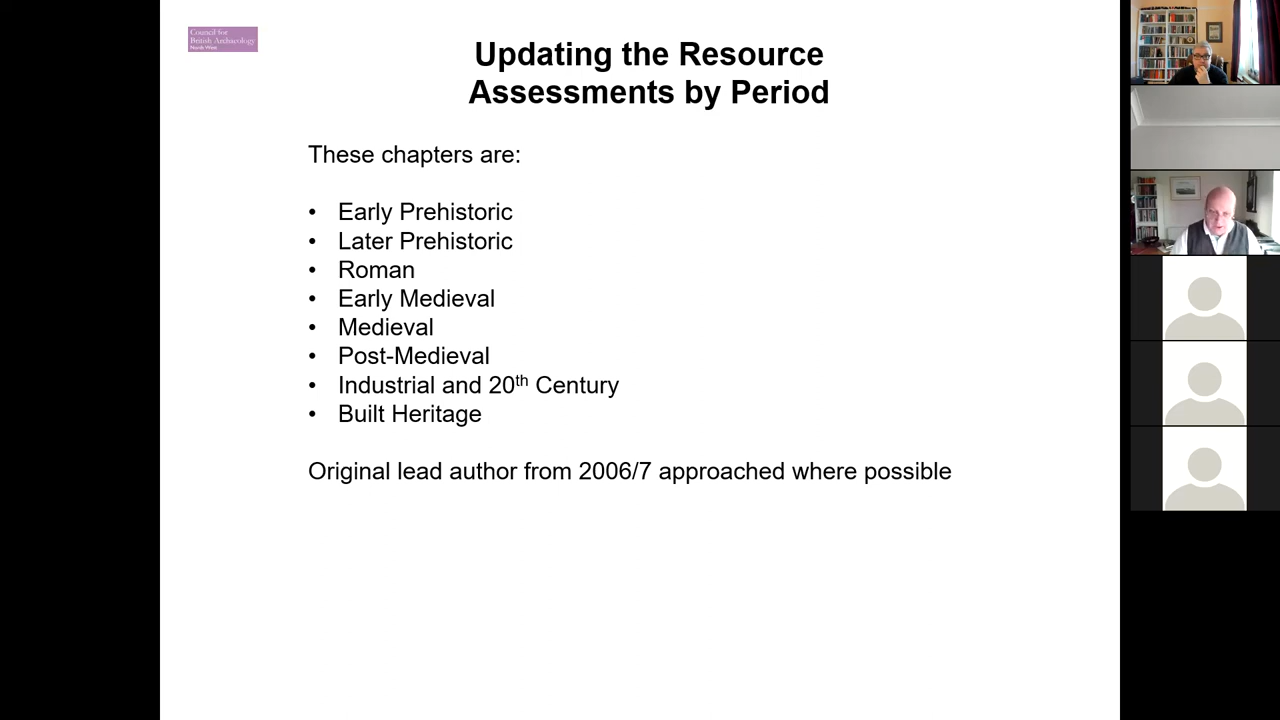 Council for
British Archaeology
North West
Updating the Resource
Assessments by Period
These chapters are:
• Early Prehistoric
• Later Prehistoric
• Roman
• Early Medieval
• Medieval
• Post-Medieval
• Industrial and 20th Century
• Built Heritage
Original lead author from 2006/7 approached where possible